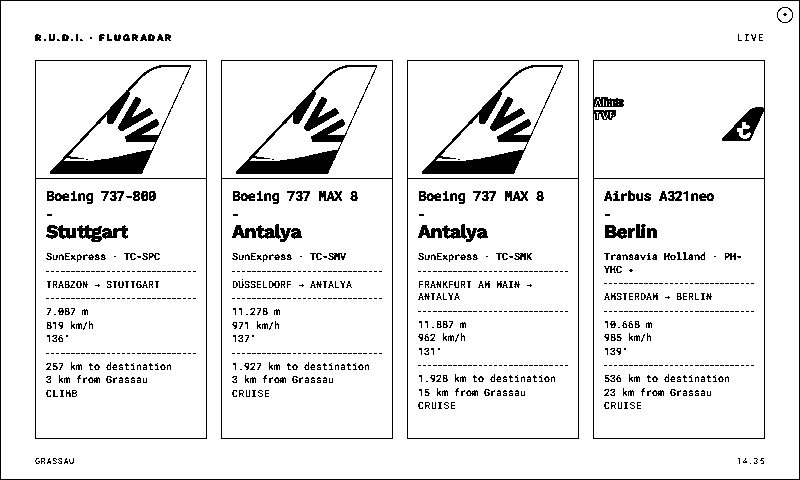 R.U.D.I. · FLUGRADAR
LIVE
Boeing 737-800
-
Stuttgart
SunExpress · TC-SPC
TRABZON → STUTTGART
7.087 m
819 km/h
136°
257 km to destination
3 km from Grassau
CLIMB
Boeing 737 MAX 8
-
Antalya
SunExpress · TC-SMV
DÜSSELDORF → ANTALYA
11.278 m
971 km/h
137°
1.927 km to destination
3 km from Grassau
CRUISE
Boeing 737 MAX 8
-
Antalya
SunExpress · TC-SMK
FRANKFURT AM MAIN →
ANTALYA
11.887 m
962 km/h
131°
1.928 km to destination
15 km from Grassau
CRUISE
TVF
t
Airbus A321neo
-
Berlin
Transavia Holland · PH-
YHC ✦
AMSTERDAM → BERLIN
10.668 m
985 km/h
139°
536 km to destination
23 km from Grassau
CRUISE
GRASSAU
14.35